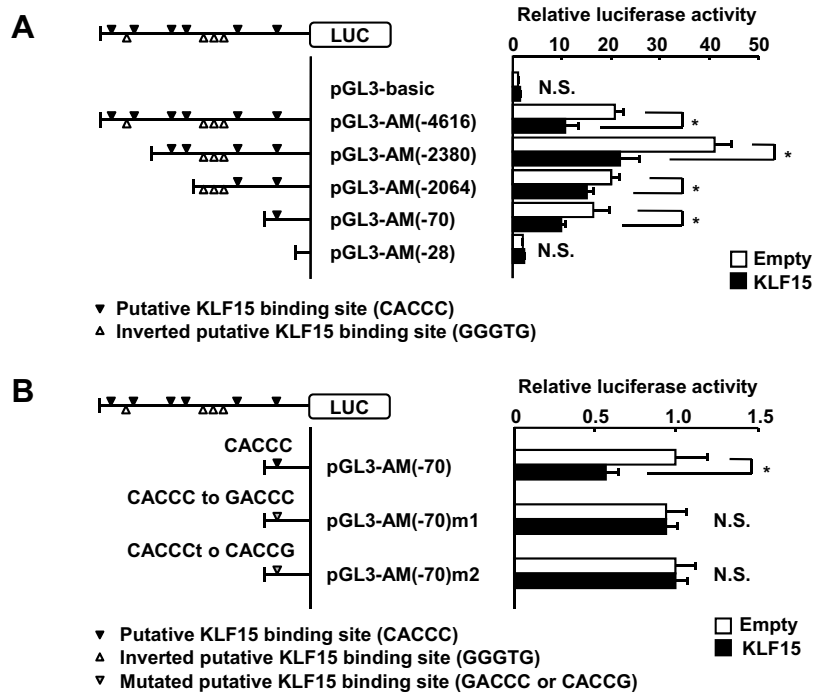 A
Relative luciferase activity
LUC
0 10 20 30 40 50
pGL3-basic
N.S.
pGL3-AM(-4616)
*
pGL3-AM(-2380)
*
pGL3-AM(-2064)
*
pGL3-AM(-70)
*
pGL3-AM(-28)
N.S.
Empty
KLF15
Putative KLF15 binding site (CACCC)
Inverted putative KLF15 binding site (GGGTG)
B
Relative luciferase activity
LUC
0 0.5 1.0 1.5
CACCC
pGL3-AM(-70)
*
CACCC to GACCC
pGL3-AM(-70)m1
N.S.
CACCCt o CACCG
pGL3-AM(-70)m2
N.S.
Empty
KLF15
Putative KLF15 binding site (CACCC)
Inverted putative KLF15 binding site (GGGTG)
Mutated putative KLF15 binding site (GACCC or CACCG)